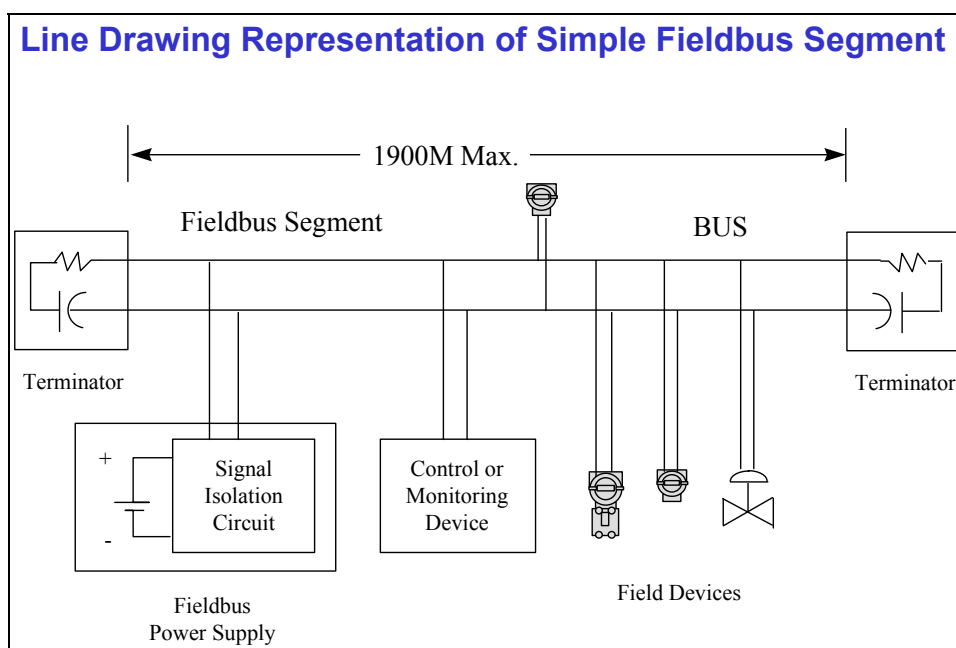 Line Drawing Representation of Simple Fieldbus Segment
1900M Max.
Fieldbus Segment
BUS
Terminator
Terminator
+
-
Signal
Isolation
Circuit
Control or
Monitoring
Device
Fieldbus
Power Supply
Field Devices